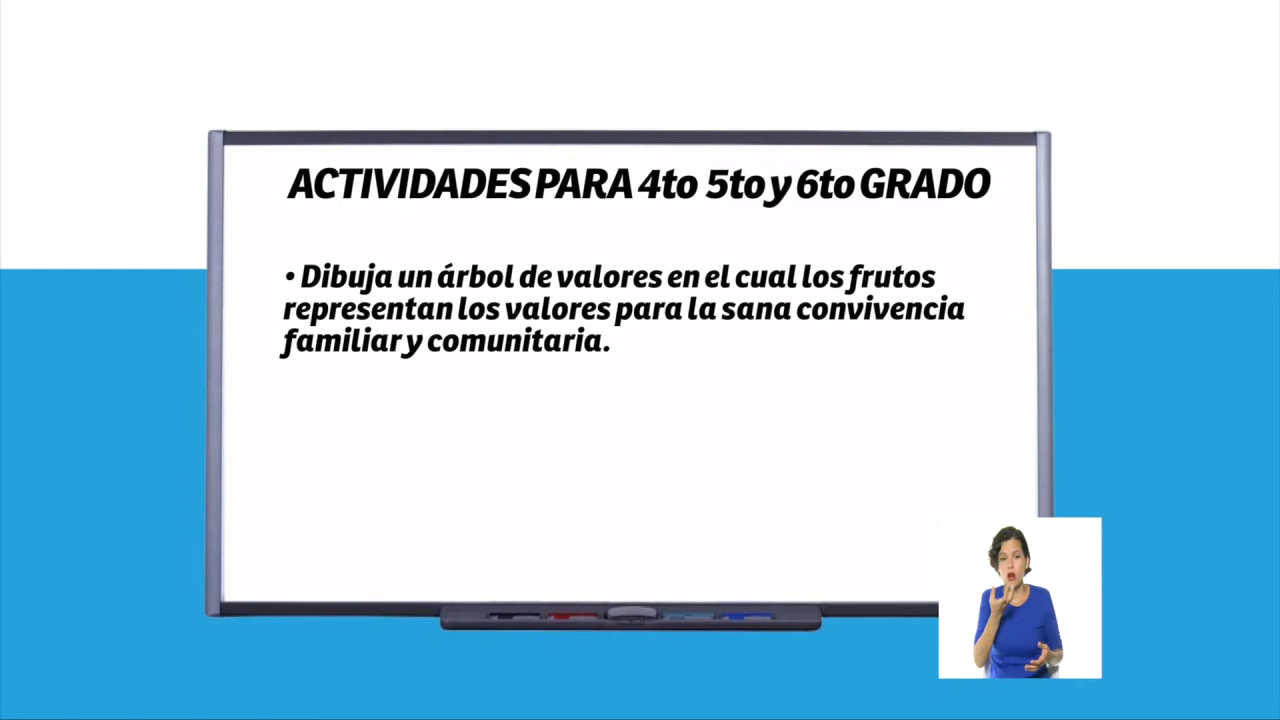 ACTIVIDADES PARA 4to 5to y 6to GRADO
• Dibuja un árbol de valores en el cual los frutos
representan los valores para la sana convivencia
familiar y comunitaria.